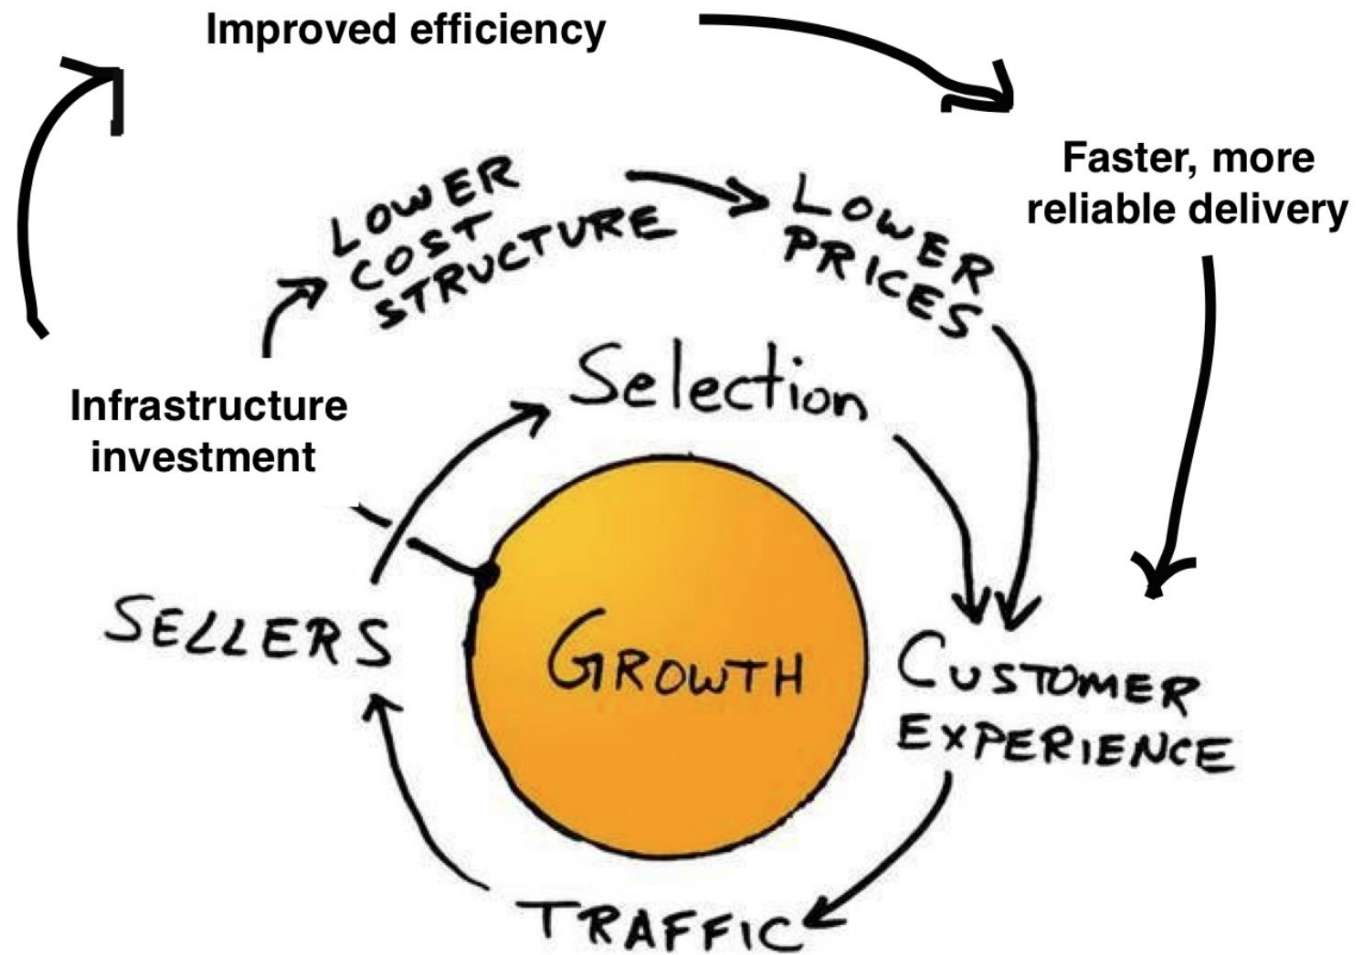 Improved efficiency
Faster, more
reliable delivery
LOWER
COST
STRUCTURE
LOWER
PRICES
Selection
Infrastructure
investment
SELLERS
GROWTH
CUSTOMER
EXPERIENCE
TRAFFIC